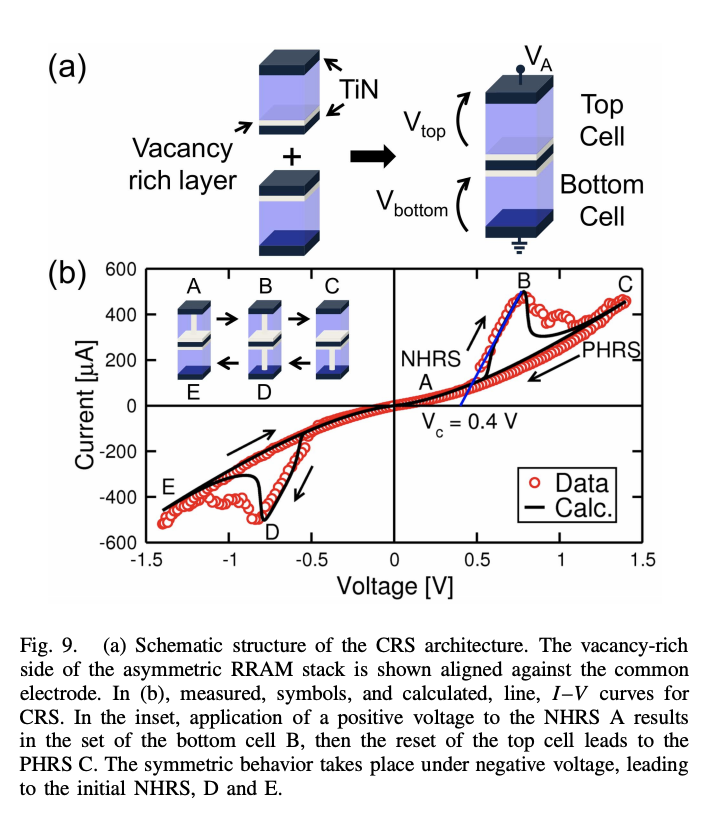 (a)
V_A
TiN
V_top
Top
Cell
Vacancy
rich layer
+
V_bottom
Bottom
Cell
(b)
600
400
200
0
-200
-400
-600
Current [µA]
A B C
E D
NHRS
A
B
C
PHRS
V_c = 0.4 V
E
D
Data
Calc.
-1.5 -1 -0.5 0 0.5 1 1.5
Voltage [V]
Fig. 9. (a) Schematic structure of the CRS architecture. The vacancy-rich
side of the asymmetric RRAM stack is shown aligned against the common
electrode. In (b), measured, symbols, and calculated, line, I–V curves for
CRS. In the inset, application of a positive voltage to the NHRS A results
in the set of the bottom cell B, then the reset of the top cell leads to the
PHRS C. The symmetric behavior takes place under negative voltage, leading
to the initial NHRS, D and E.